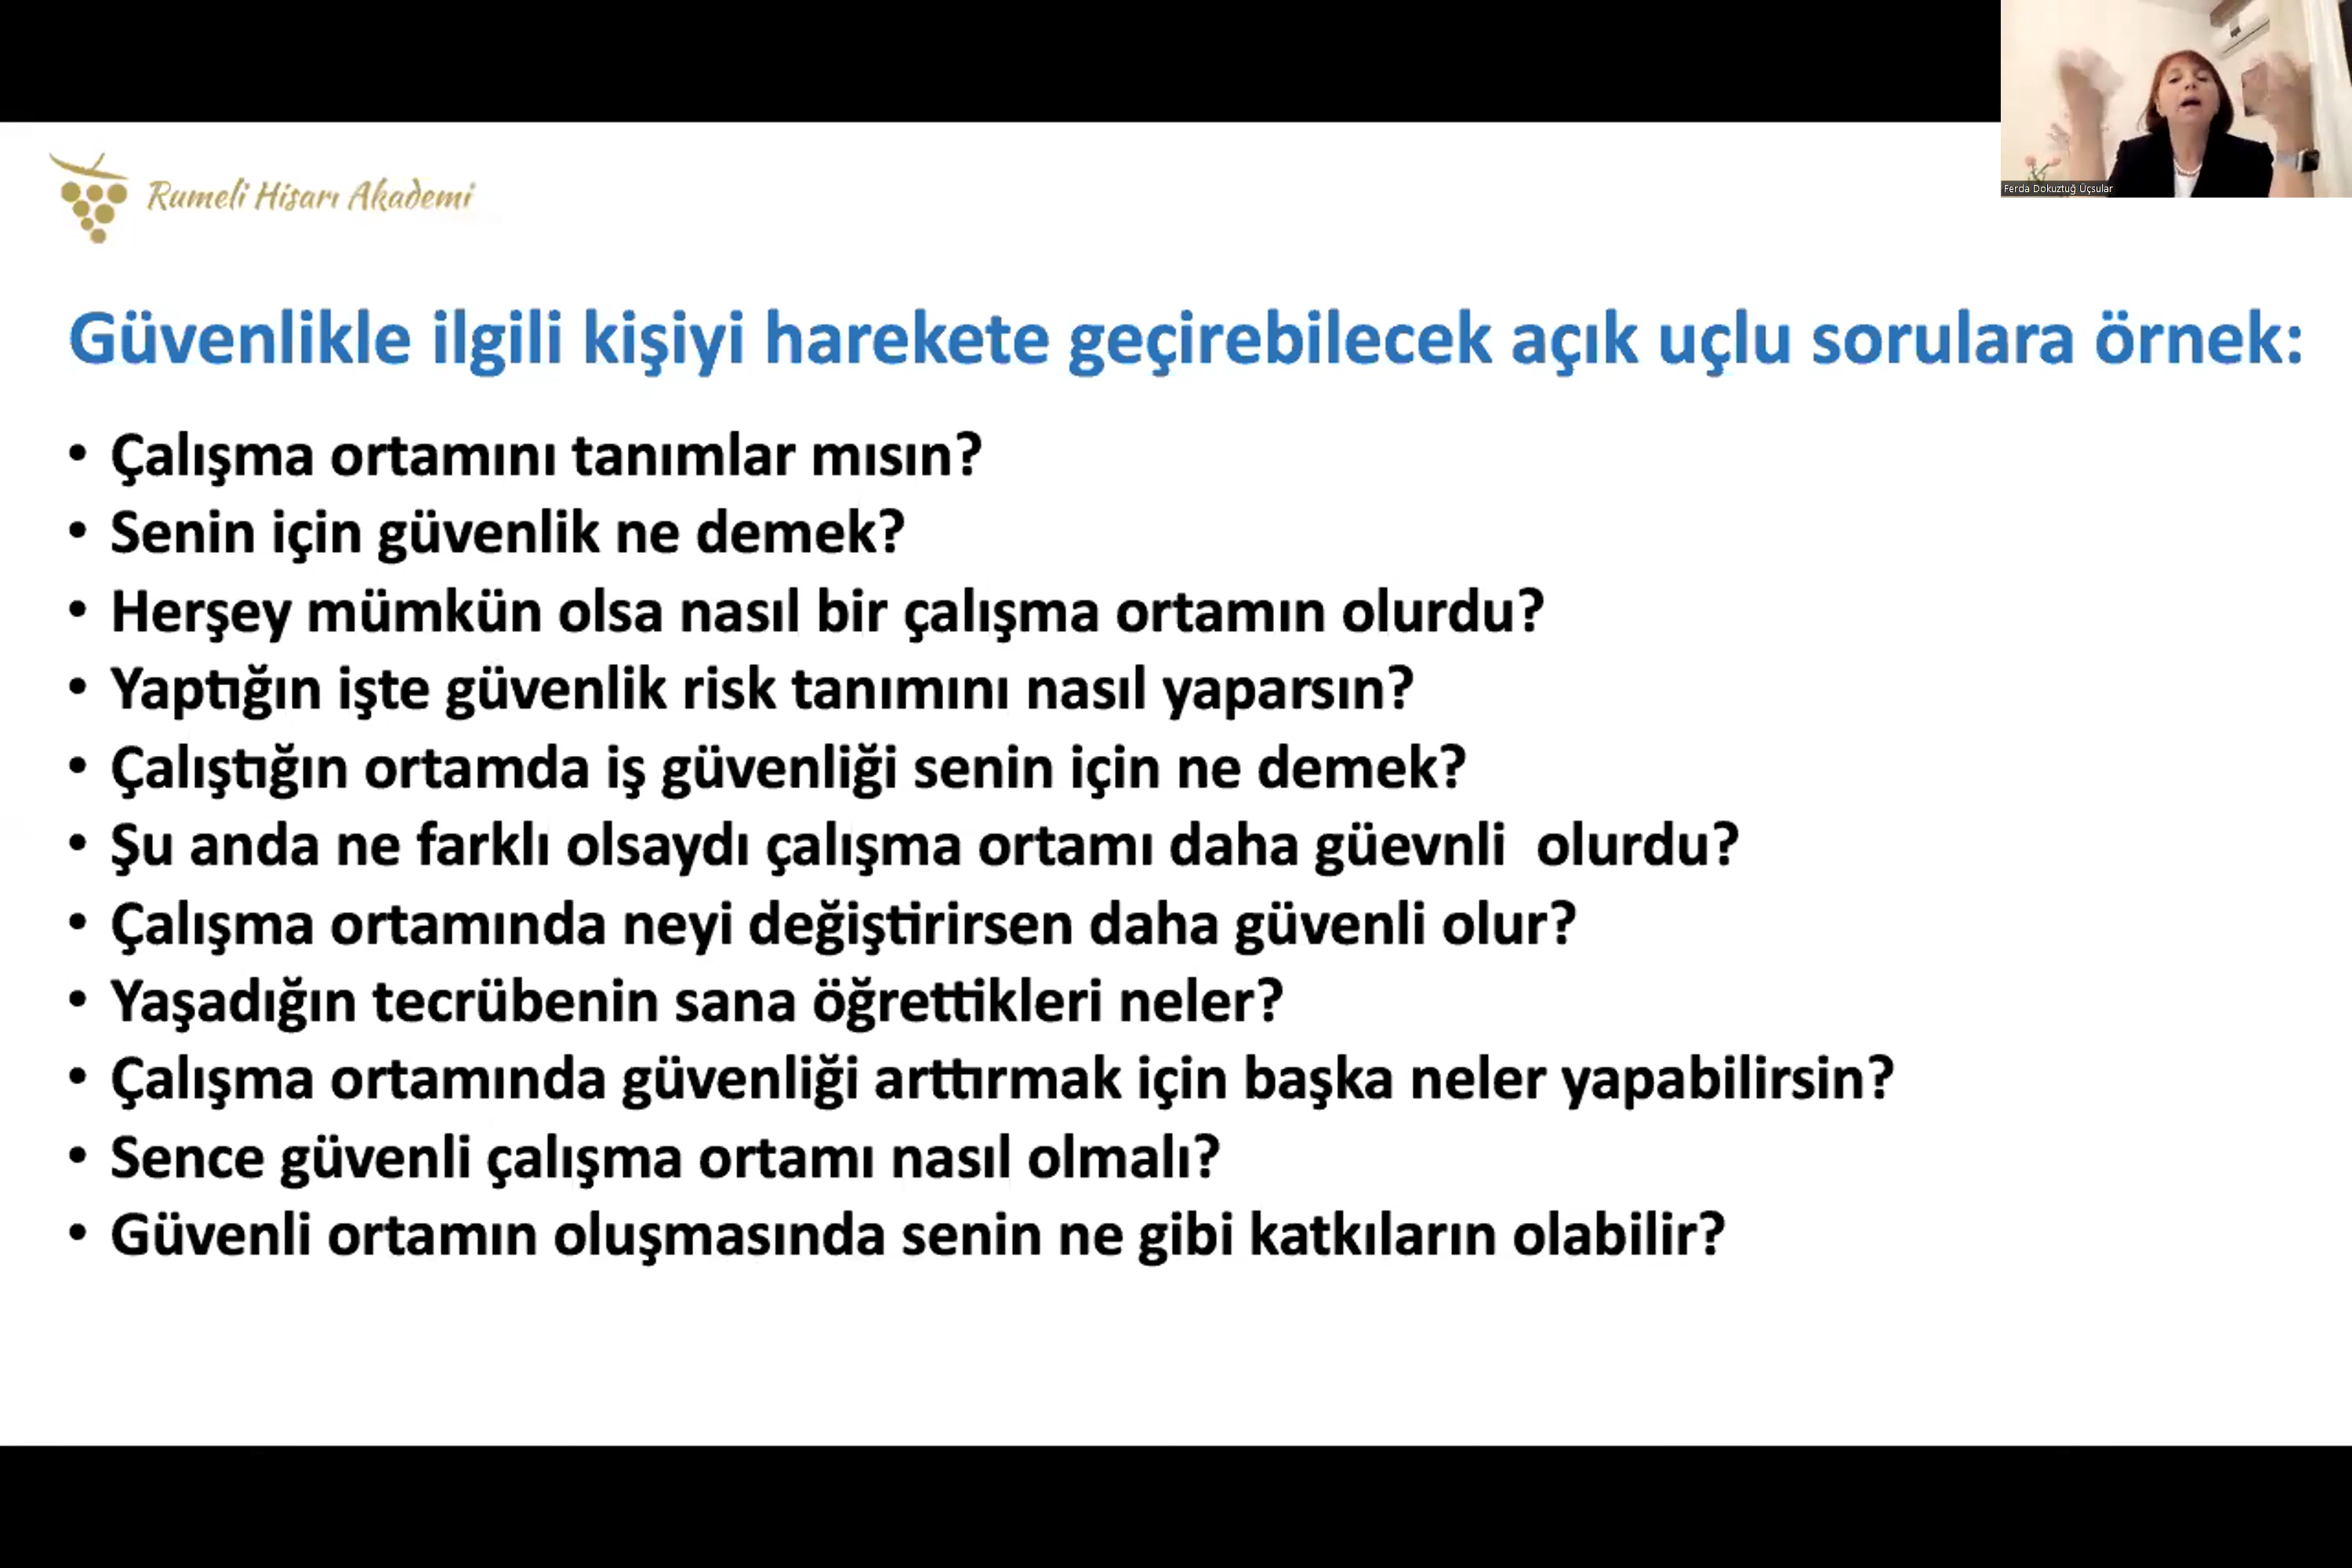 Ferda Dokuztuğ Üçsular
Rumeli Hisarı Akademi
Güvenlikle ilgili kişiyi harekete geçirebilecek açık uçlu sorulara örnek:
• Çalışma ortamını tanımlar mısın?
• Senin için güvenlik ne demek?
• Herşey mümkün olsa nasıl bir çalışma ortamın olurdu?
• Yaptığın işte güvenlik risk tanımını nasıl yaparsın?
• Çalıştığın ortamda iş güvenliği senin için ne demek?
• Şu anda ne farklı olsaydı çalışma ortamı daha güevnli  olurdu?
• Çalışma ortamında neyi değiştirirsen daha güvenli olur?
• Yaşadığın tecrübenin sana öğrettikleri neler?
• Çalışma ortamında güvenliği arttırmak için başka neler yapabilirsin?
• Sence güvenli çalışma ortamı nasıl olmalı?
• Güvenli ortamın oluşmasında senin ne gibi katkıların olabilir?